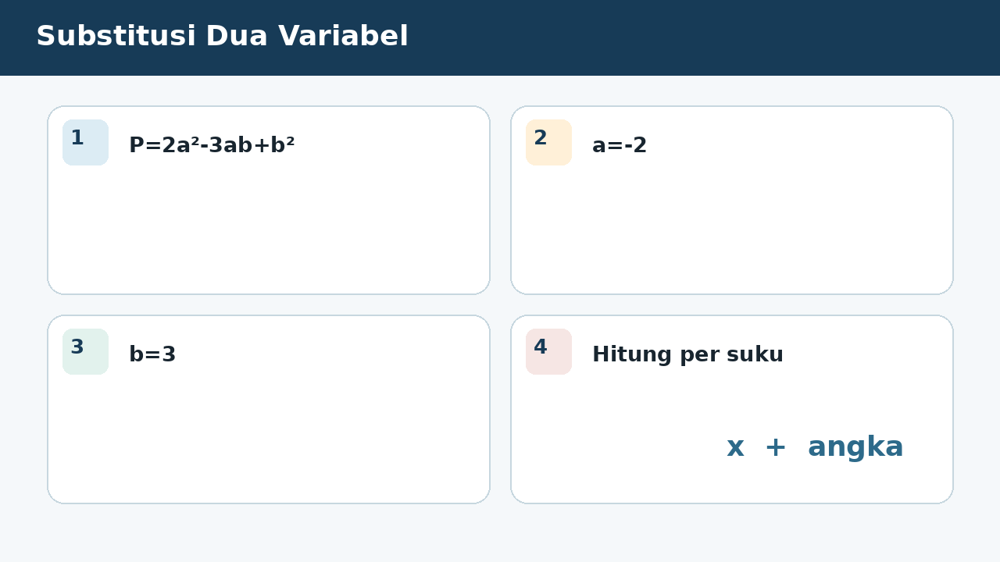 Substitusi Dua Variabel
1
P=2a²-3ab+b²
2
a=-2
3
b=3
4
Hitung per suku
x + angka